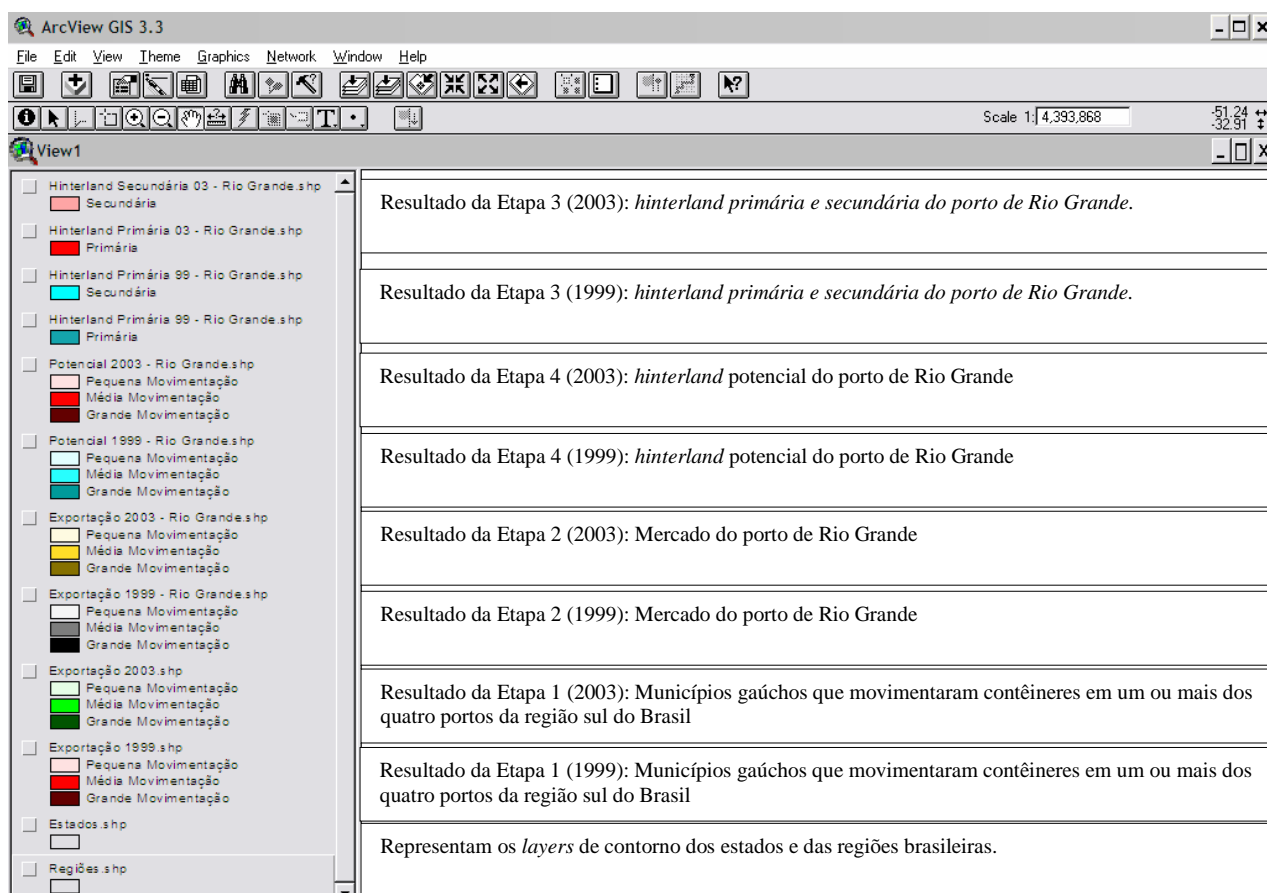 ArcView GIS 3.3
File Edit View Theme Graphics Network Window Help
Scale 1: 4,393,868
-51.24
-32.91
View1
Hinterland Secundária 03 - Rio Grande.shp
Secundária
Hinterland Primária 03 - Rio Grande.shp
Primária
Hinterland Primária 99 - Rio Grande.shp
Secundária
Hinterland Primária 99 - Rio Grande.shp
Primária
Potencial 2003 - Rio Grande.shp
Pequena Movimentação
Média Movimentação
Grande Movimentação
Potencial 1999 - Rio Grande.shp
Pequena Movimentação
Média Movimentação
Grande Movimentação
Exportação 2003 - Rio Grande.shp
Pequena Movimentação
Média Movimentação
Grande Movimentação
Exportação 1999 - Rio Grande.shp
Pequena Movimentação
Média Movimentação
Grande Movimentação
Exportação 2003.shp
Pequena Movimentação
Média Movimentação
Grande Movimentação
Exportação 1999.shp
Pequena Movimentação
Média Movimentação
Grande Movimentação
Estados.shp
Regiões.shp
Resultado da Etapa 3 (2003): hinterland primária e secundária do porto de Rio Grande.
Resultado da Etapa 3 (1999): hinterland primária e secundária do porto de Rio Grande.
Resultado da Etapa 4 (2003): hinterland potencial do porto de Rio Grande
Resultado da Etapa 4 (1999): hinterland potencial do porto de Rio Grande
Resultado da Etapa 2 (2003): Mercado do porto de Rio Grande
Resultado da Etapa 2 (1999): Mercado do porto de Rio Grande
Resultado da Etapa 1 (2003): Municípios gaúchos que movimentaram contêineres em um ou mais dos
quatro portos da região sul do Brasil
Resultado da Etapa 1 (1999): Municípios gaúchos que movimentaram contêineres em um ou mais dos
quatro portos da região sul do Brasil
Representam os layers de contorno dos estados e das regiões brasileiras.